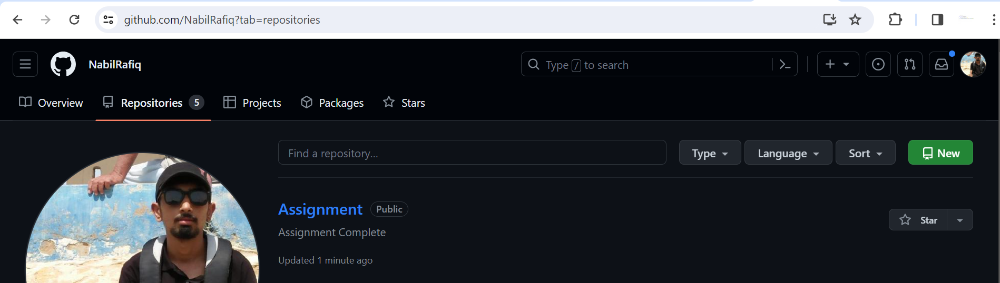 github.com/NabilRafiq?tab=repositories
NabilRafiq
Type / to search
Overview
Repositories 5
Projects
Packages
Stars
Find a repository...
Type
Language
Sort
New
Assignment
Public
Assignment Complete
Star
Updated 1 minute ago